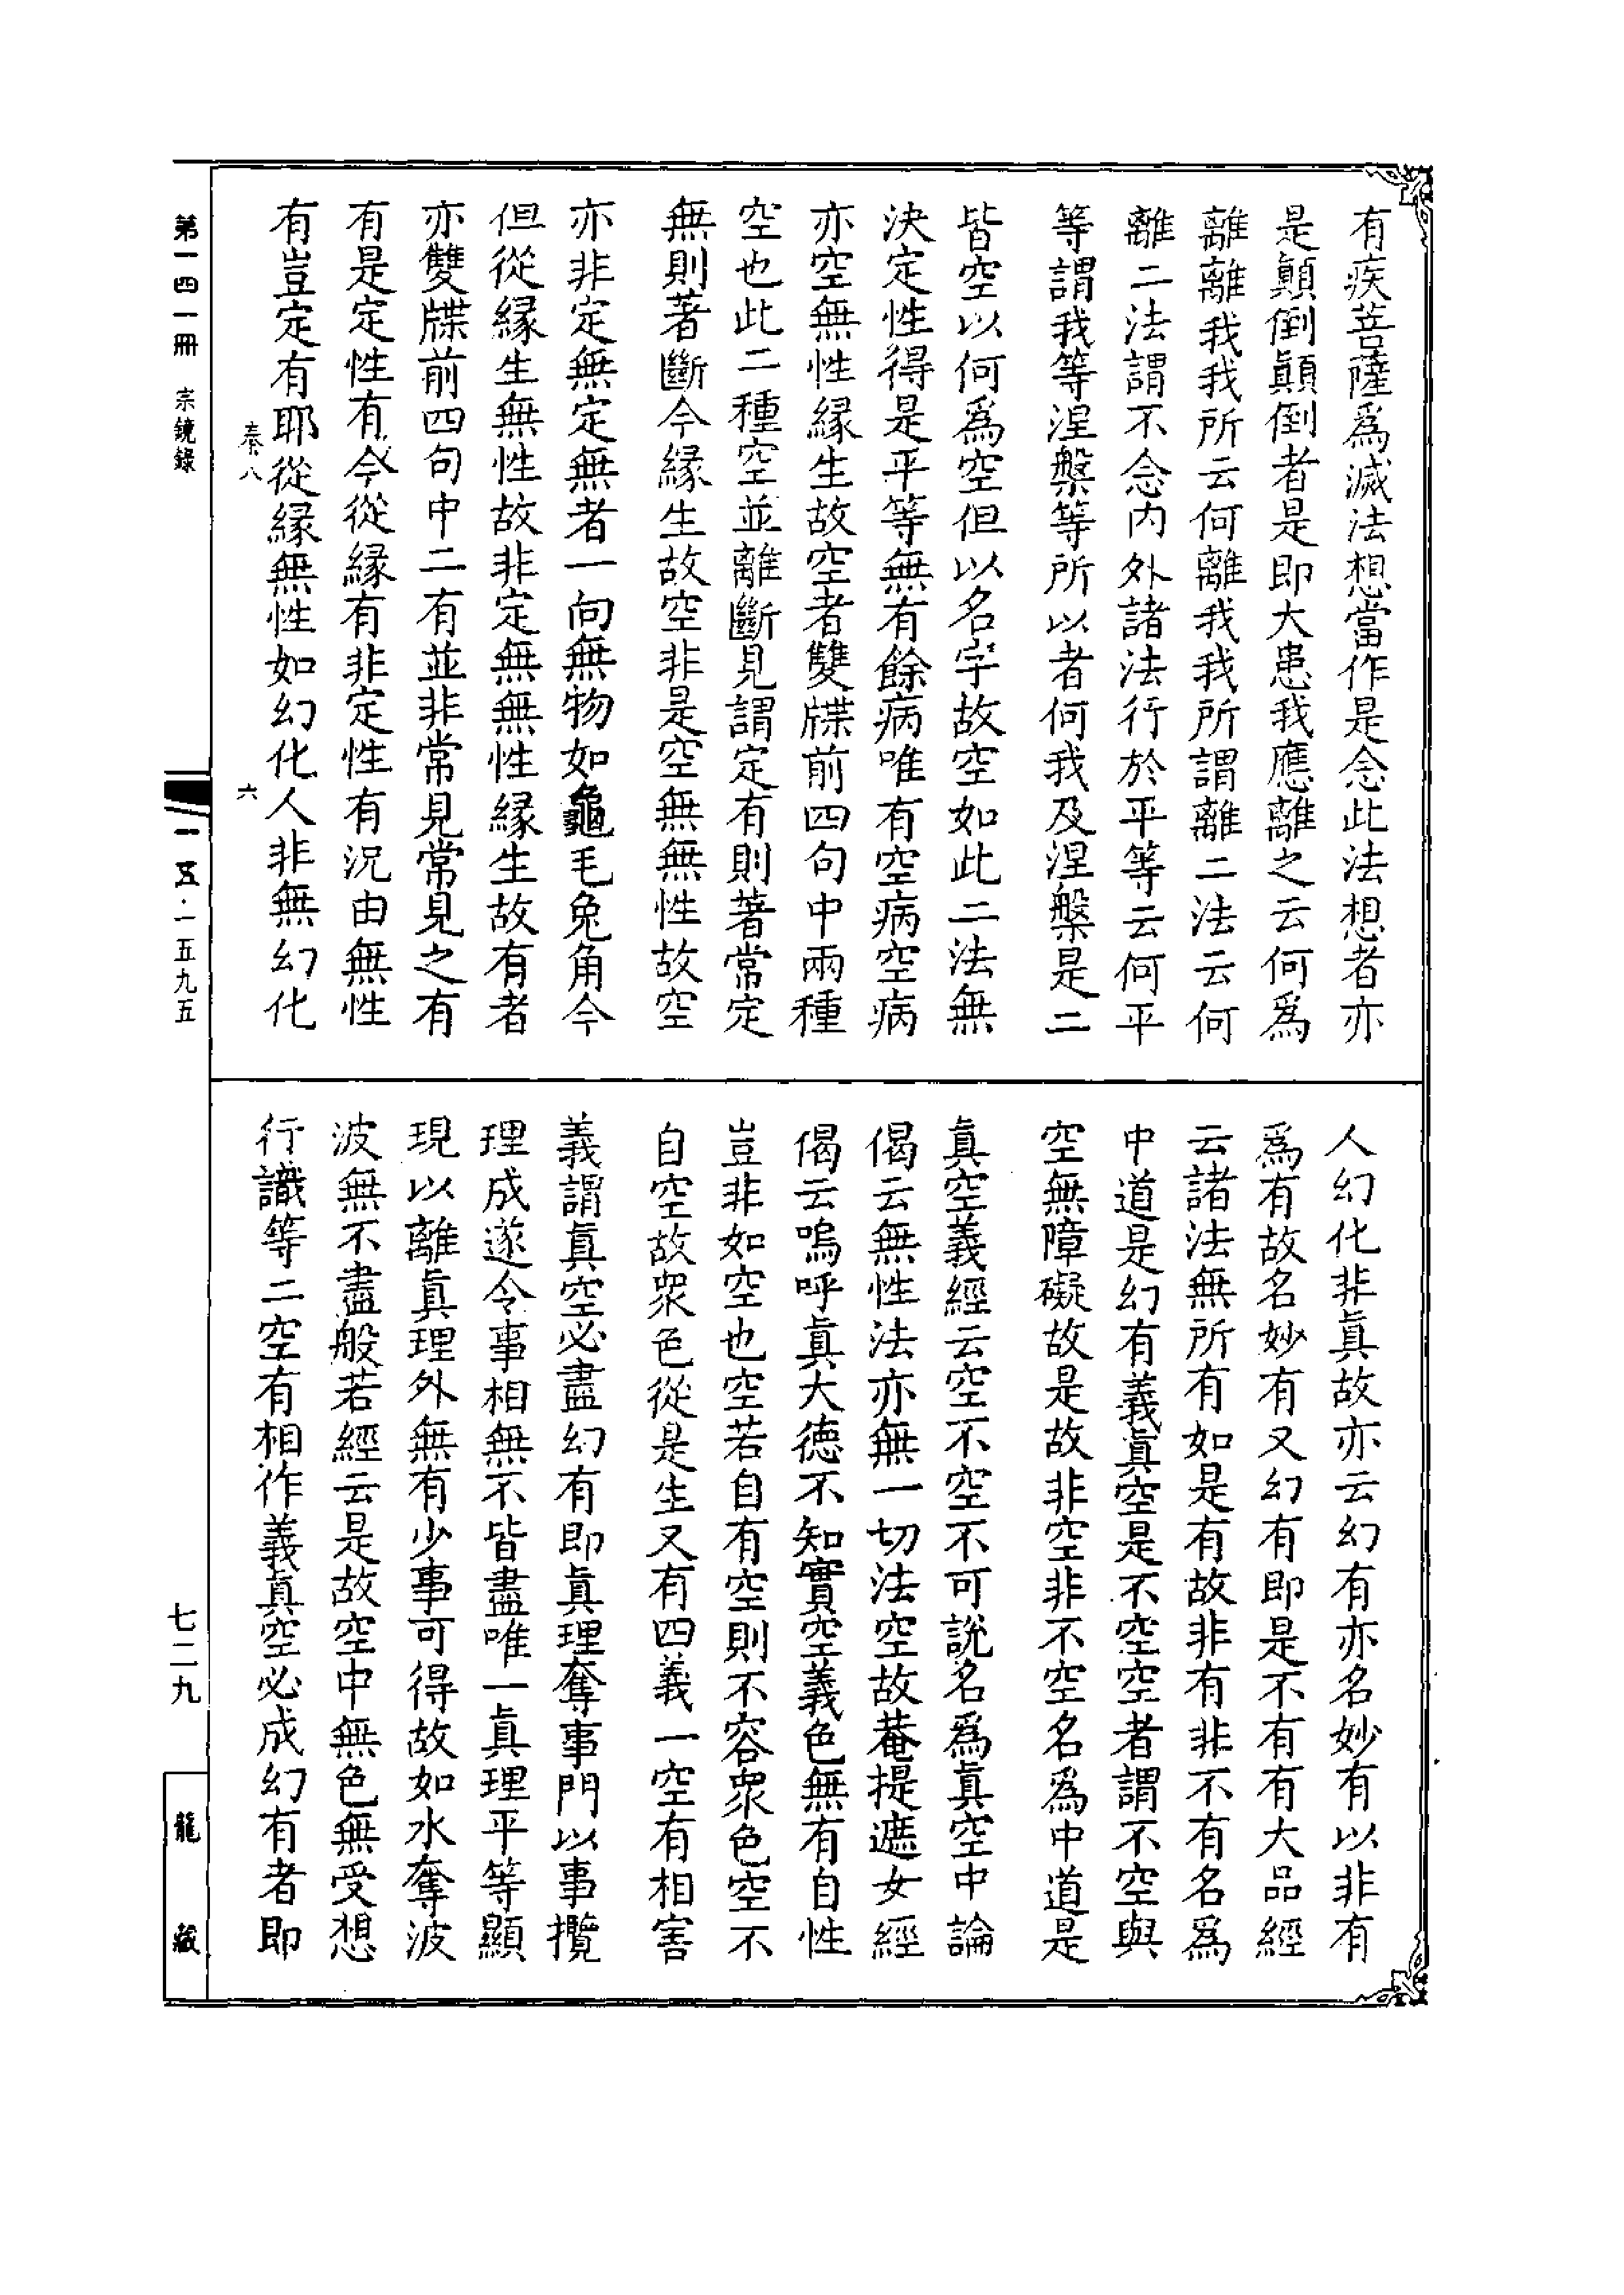 有疾菩薩爲滅法想當作是念此法想者亦
是顛倒顛倒者是即大患我應離之云何爲
離離我我所云何離我我所謂離二法云何
離二法謂不念内外諸法行於平等云何平
等謂我等涅槃等所以者何我及涅槃是二
皆空以何爲空但以名字故空如此二法無
決定性得是平等無有餘病唯有空病空病
亦空無性緣生故空者雙牒前四句中兩種
空也此二種空並離斷見謂定有則著常定
無則著斷今緣生故空非是空無無性故空
亦非定無定無者一向無物如龜毛兔角今
但從緣生無性故非定無無性緣生故有者
亦雙牒前四句中二有並非常見常見之有
有是定性有今從緣有非定性有況由無性
有豈定有耶從緣無性如幻化人非無幻化
人幻化非眞故亦云幻有亦名妙有以非有
爲有故名妙有又幻有即是不有有大品經
云諸法無所有如是有故非有非不有名爲
中道是幻有義眞空是不空空者謂不空與
空無障礙故是故非空非不空名爲中道是
眞空義經云空不空不可說名爲眞空中論
偈云無性法亦無一切法空故菴提遮女經
偈云嗚呼眞大德不知實空義色無有自性
豈非如空也空若自有空則不容衆色空不
自空故衆色從是生又有四義一空有相害
義謂眞空必盡幻有即眞理奪事門以事攬
理成遂令事相無不皆盡唯一眞理平等顯
現以離眞理外無有少事可得故如水奪波
波無不盡般若經云是故空中無色無受想
行識等二空有相作義眞空必成幻有者即
秦八
六
第一四一冊
宗鏡錄
一五·一五九五
七二九
龍藏